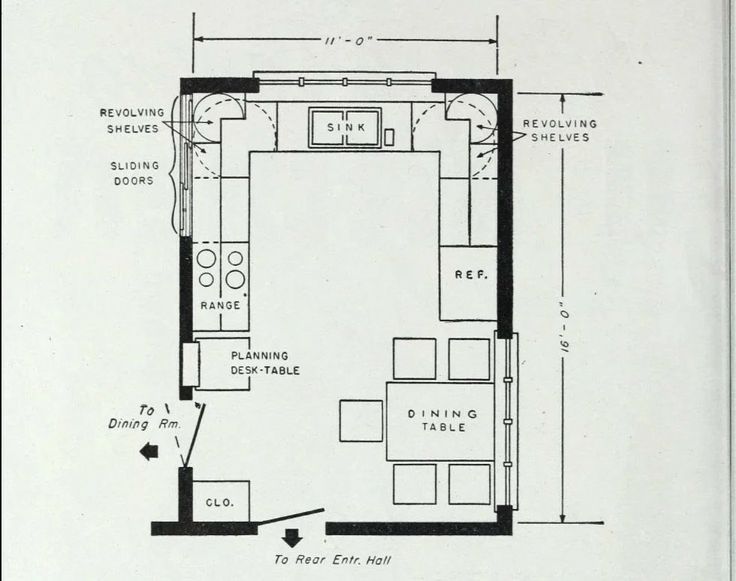 11'-0"
REVOLVING
SHELVES
SINK
REVOLVING
SHELVES
SLIDING
DOORS
REF.
RANGE
16'-0"
PLANNING
DESK-TABLE
To
Dining Rm.
DINING
TABLE
CLO.
To Rear Entr. Hall